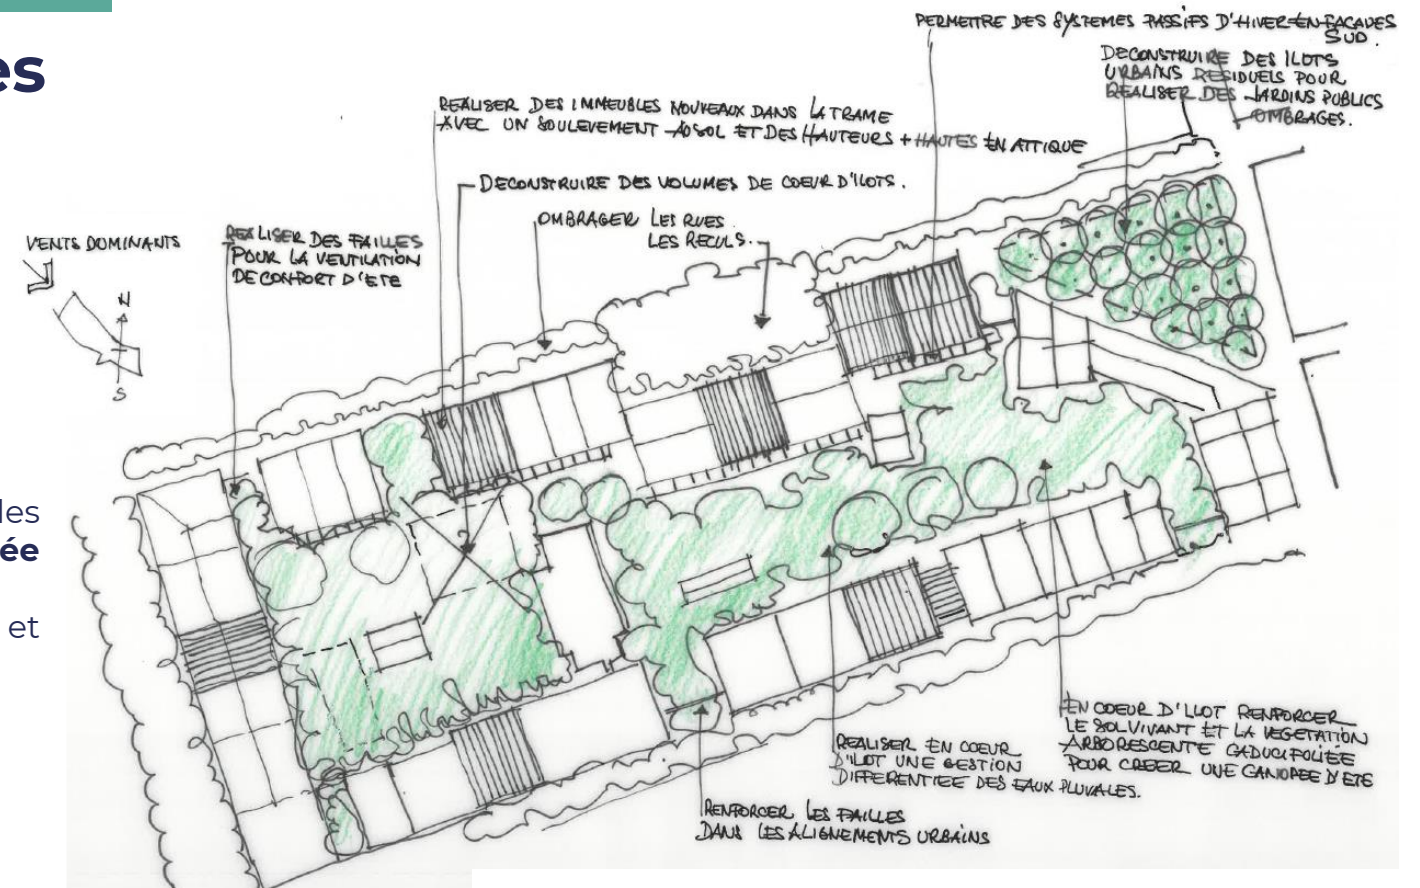 es
PERMETTRE DES SYSTEMES PASSIFS D'HIVER EN FACADES
SUD.
DECONSTRUIRE DES ILOTS
URBAINS RESIDUELS POUR
REALISER DES JARDINS PUBLICS
OMBRAGES.
REALISER DES IMMEUBLES NOUVEAUX DANS LA TRAME
AVEC UN SOULEVEMENT AU SOL ET DES HAUTEURS + HAUTES EN ATTIQUE
DECONSTRUIRE DES VOLUMES DE COEUR D'ILOTS.
OMBRAGER LES RUES
LES RECULS.
REALISER DES FAILLES
POUR LA VENTILATION
DE CONFORT D'ETE
VENTS DOMINANTS
N
S
les
ée
et
EN COEUR D'ILOT RENFORCER
LE SOL VIVANT ET LA VEGETATION
ARBORESCENTE CADUCIFOLIÉE
POUR CREER UNE CANOPEE D'ETE
REALISER EN COEUR
D'ILOT UNE GESTION
DIFFERENTIEE DES EAUX PLUVALES.
RENFORCER LES FAILLES
DANS LES ALIGNEMENTS URBAINS